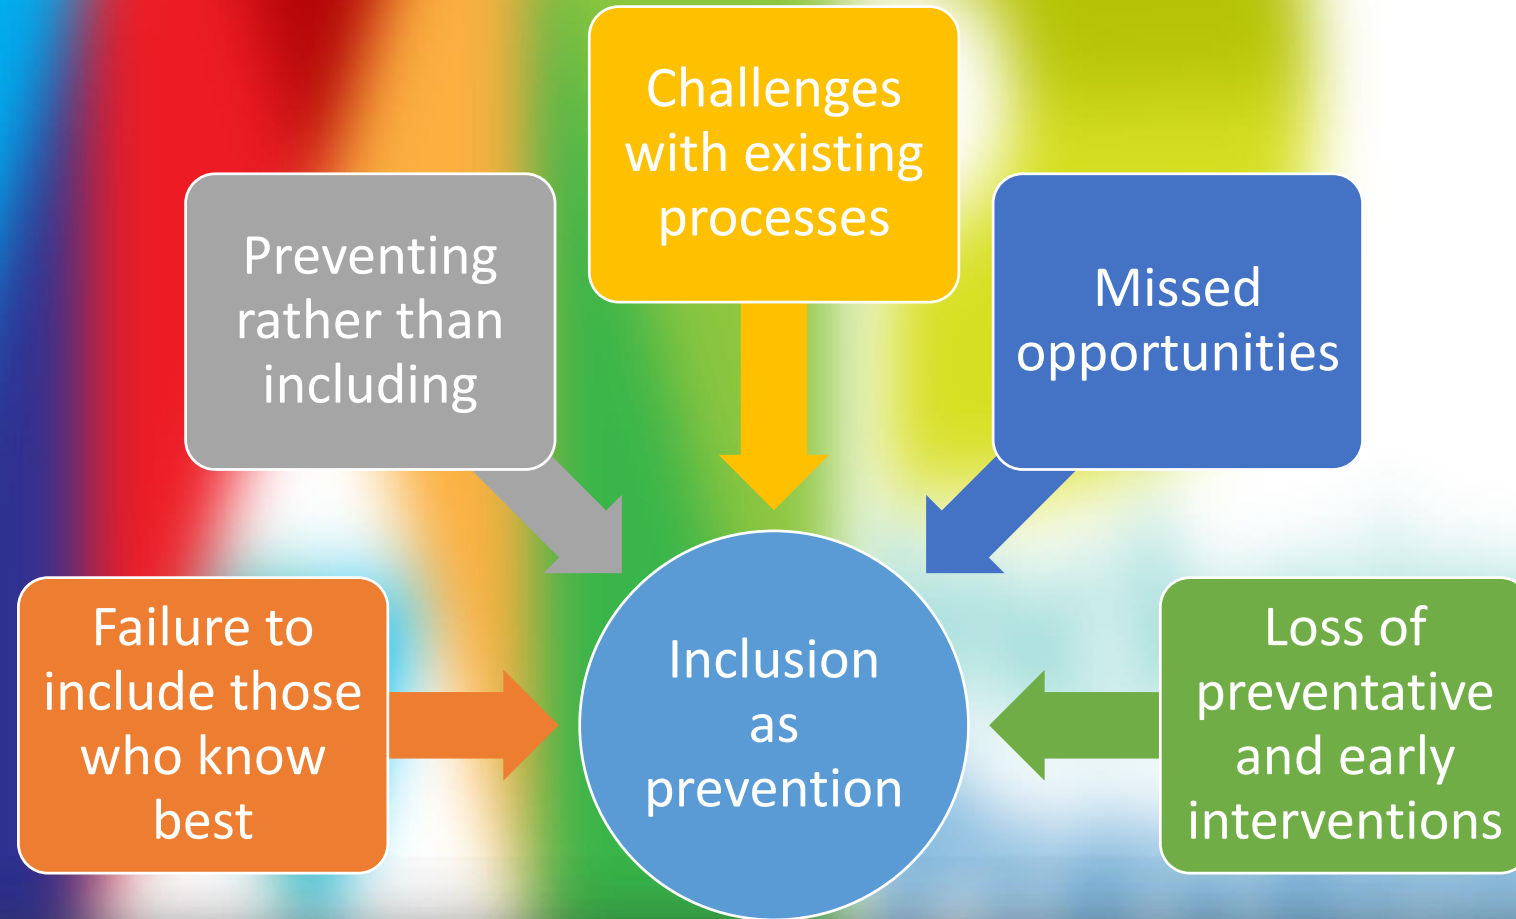 Challenges
with existing
processes
Preventing
rather than
including
Missed
opportunities
Failure to
include those
who know
best
Inclusion
as
prevention
Loss of
preventative
and early
interventions